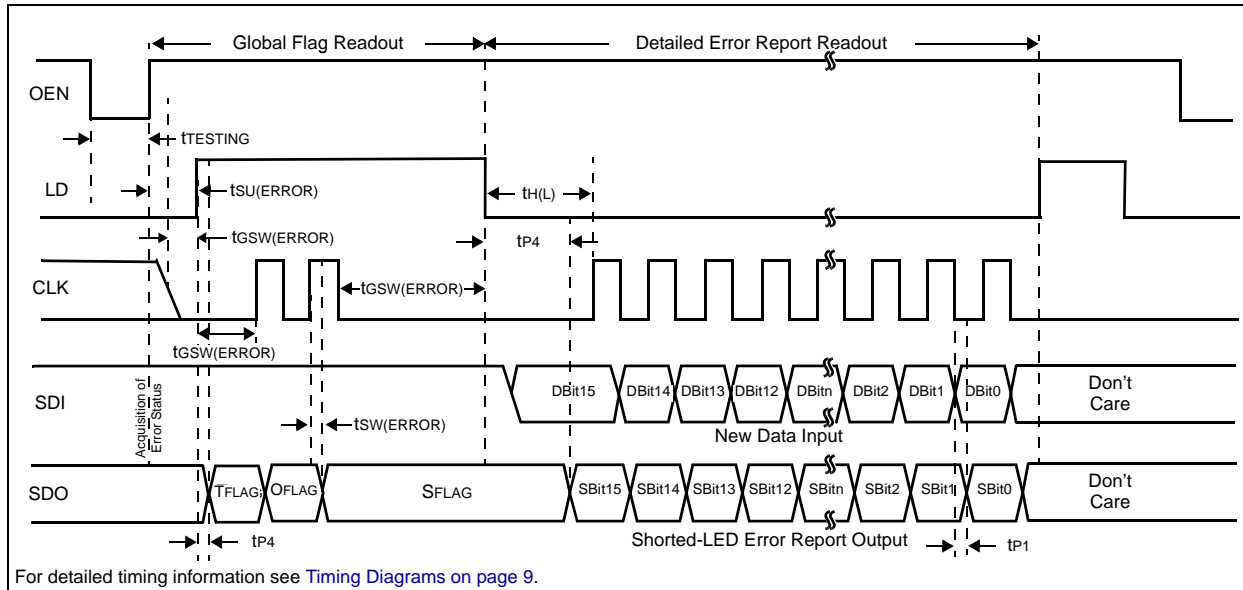 Global Flag Readout
Detailed Error Report Readout
OEN
tTESTING
LD
tSU(ERROR)
tH(L)
tGSW(ERROR)
tP4
CLK
tGSW(ERROR)
tGSW(ERROR)
SDI
Acquisition of
Error Status
DBit15
DBit14
DBit13
DBit12
DBitn
DBit2
DBit1
DBit0
Don't
Care
tSW(ERROR)
New Data Input
SDO
TFLAG
OFLAG
SFLAG
SBit15
SBit14
SBit13
SBit12
SBitn
SBit2
SBit1
SBit0
Don't
Care
tP4
Shorted-LED Error Report Output
tP1
For detailed timing information see Timing Diagrams on page 9.